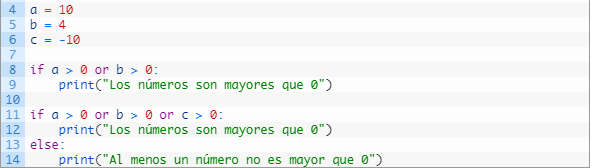 4 a = 10
5 b = 4
6 c = -10
7
8 if a > 0 or b > 0:
9     print("Los números son mayores que 0")
10
11 if a > 0 or b > 0 or c > 0:
12     print("Los números son mayores que 0")
13 else:
14     print("Al menos un número no es mayor que 0")